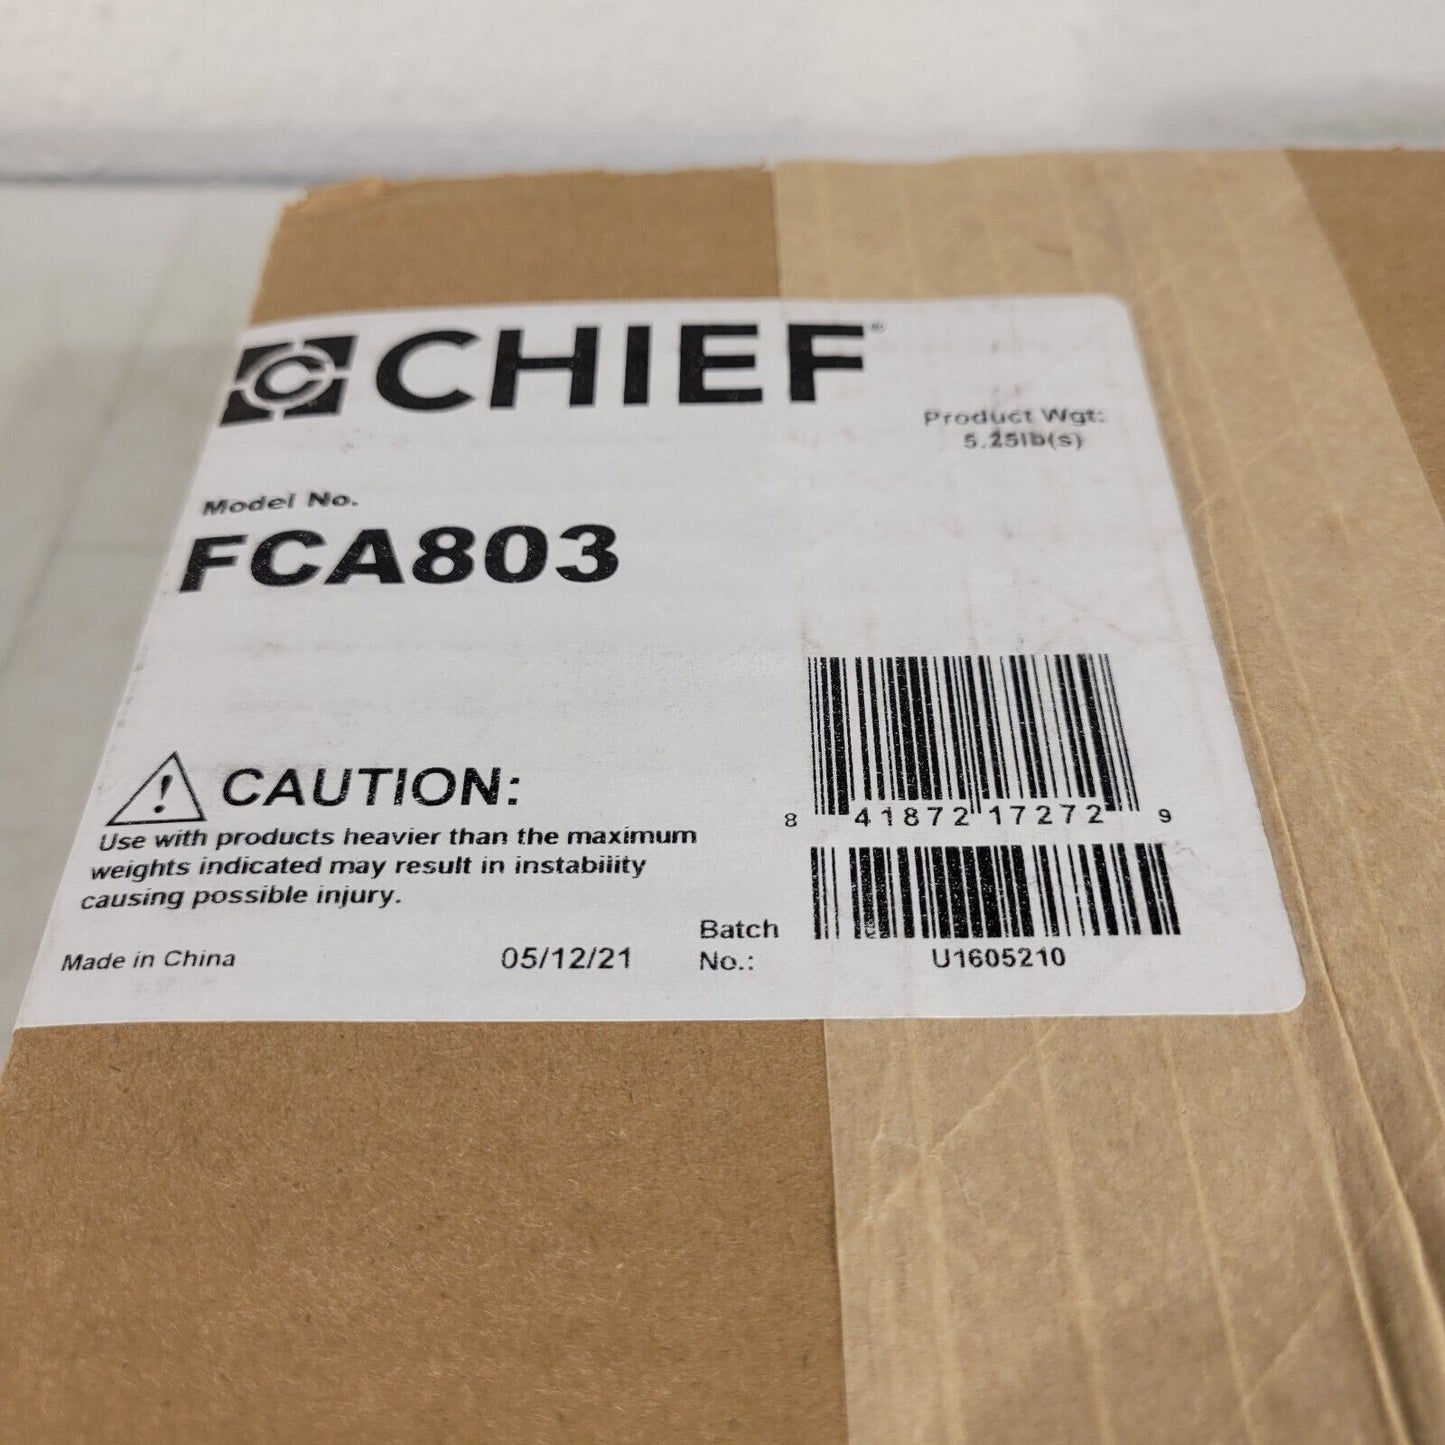 CHIEF®
Product Wgt:
5.25lb(s)
Model No.
FCA803
CAUTION:
Use with products heavier than the maximum
weights indicated may result in instability
causing possible injury.
8 41872 17272 9
Made in China 05/12/21
Batch
No.: U1605210